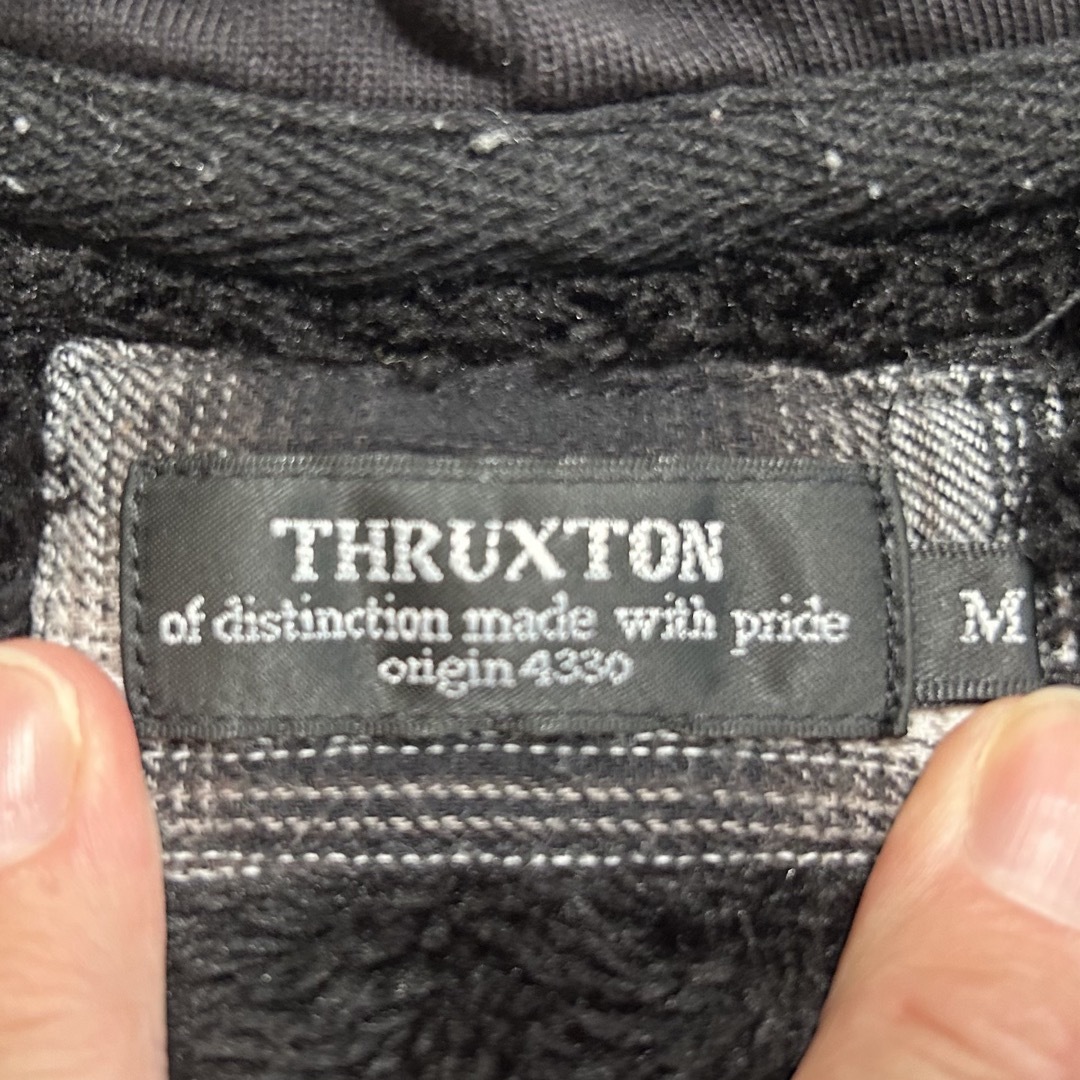 THRUXTON
of distinction made with pride
origin 4330
M